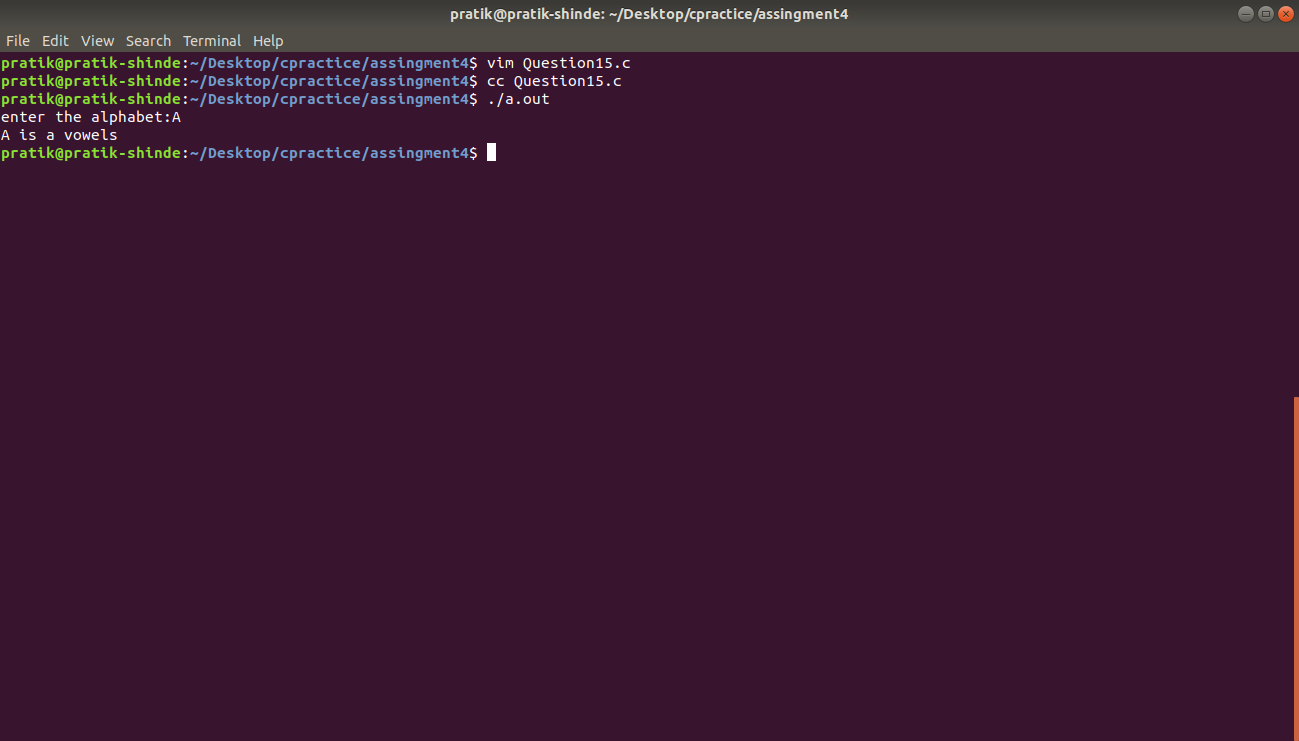 pratik@pratik-shinde: ~/Desktop/cpractice/assingment4
File Edit View Search Terminal Help
pratik@pratik-shinde:~/Desktop/cpractice/assingment4$ vim Question15.c
pratik@pratik-shinde:~/Desktop/cpractice/assingment4$ cc Question15.c
pratik@pratik-shinde:~/Desktop/cpractice/assingment4$ ./a.out
enter the alphabet:A
A is a vowels
pratik@pratik-shinde:~/Desktop/cpractice/assingment4$